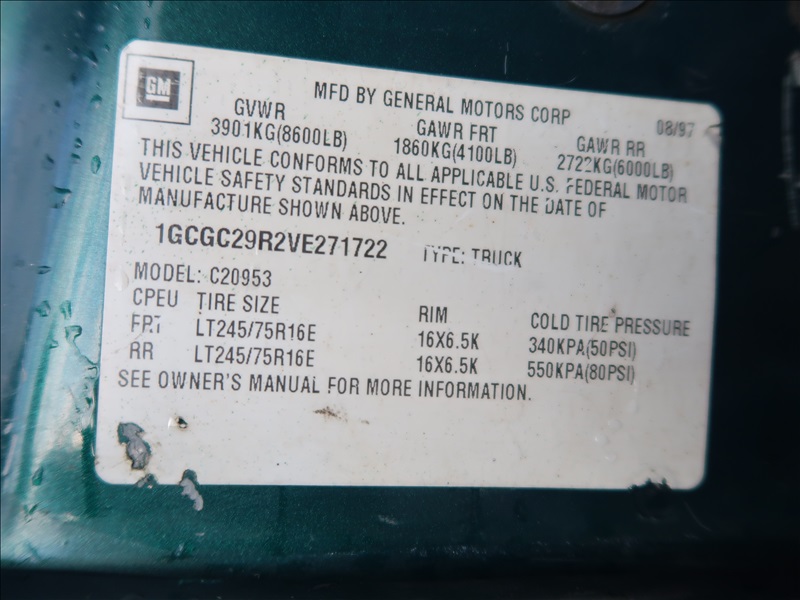 GM
MFD BY GENERAL MOTORS CORP 08/97
GVWR GAWR FRT GAWR RR
3901KG(8600LB) 1860KG(4100LB) 2722KG(6000LB)
THIS VEHICLE CONFORMS TO ALL APPLICABLE U.S. FEDERAL MOTOR
VEHICLE SAFETY STANDARDS IN EFFECT ON THE DATE OF
MANUFACTURE SHOWN ABOVE.
1GCGC29R2VE271722 TYPE: TRUCK
MODEL: C20953
CPEU TIRE SIZE RIM COLD TIRE PRESSURE
FRT LT245/75R16E 16X6.5K 340KPA(50PSI)
RR LT245/75R16E 16X6.5K 550KPA(80PSI)
SEE OWNER'S MANUAL FOR MORE INFORMATION.